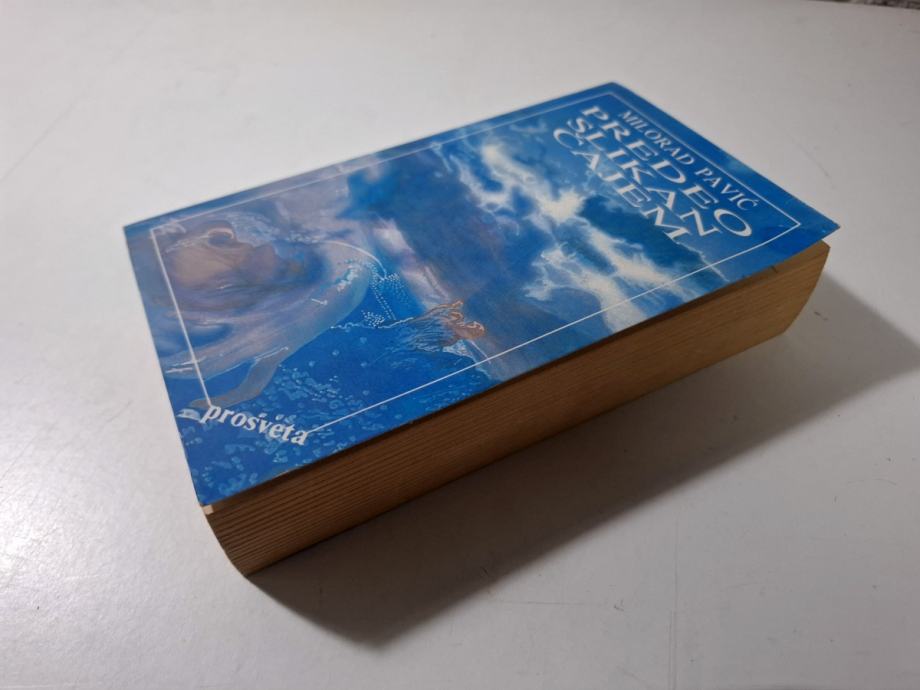 MILORAD PAVIĆ
PREDEO
SLIKAN
ČAJEM
prosveta